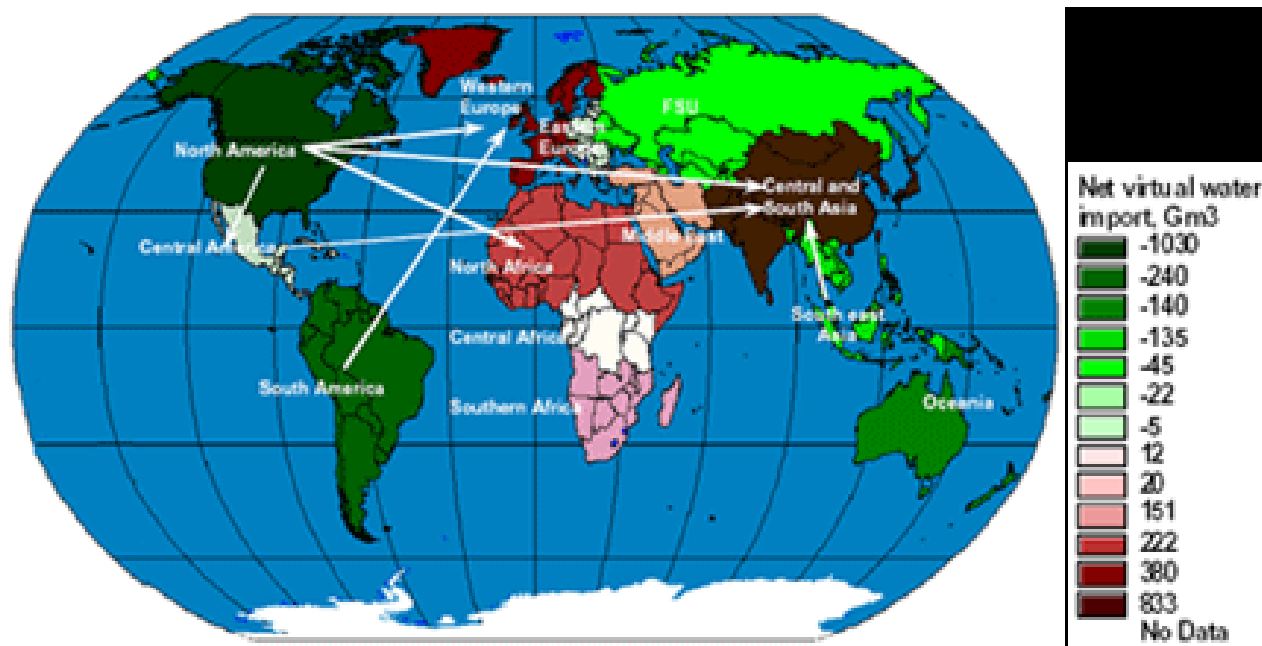 Western
Europe
FSU
Eastern
Europe
North America
Central and
South Asia
Central America
Middle East
North Africa
South east
Asia
Central Africa
South America
Southern Africa
Oceania
Net virtual water
import, Gm3
-1030
-240
-140
-135
-45
-22
-5
12
20
151
222
380
833
No Data